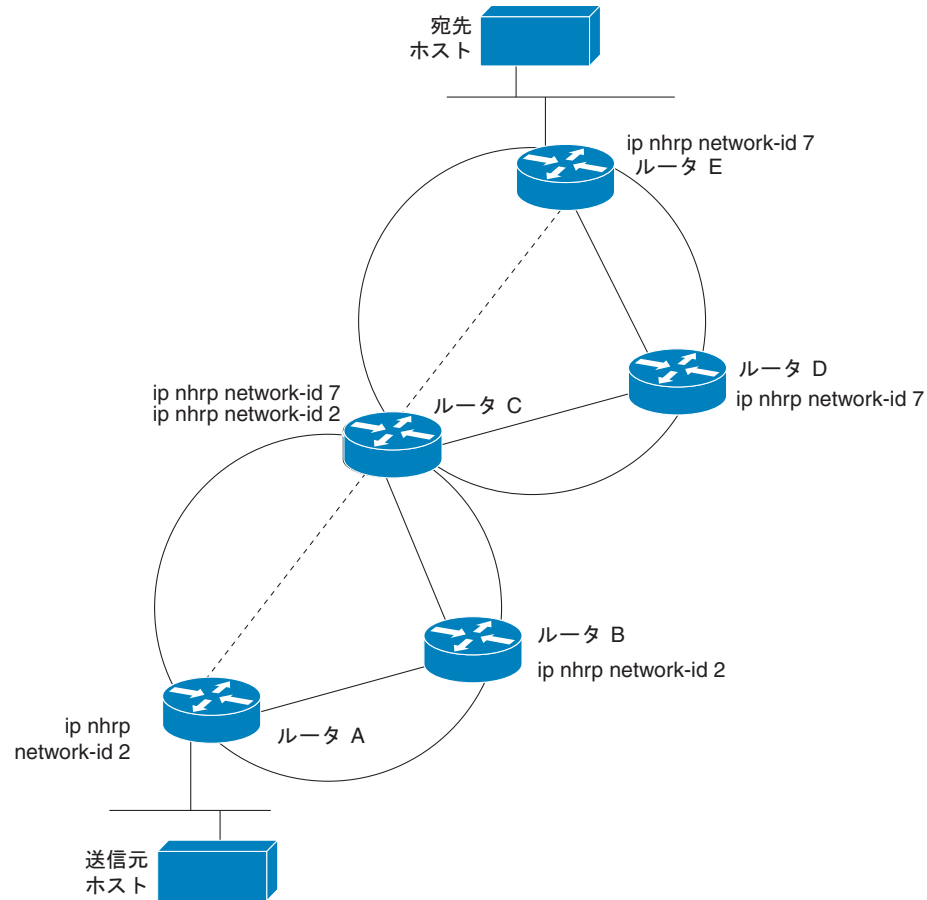 宛先
ホスト
ip nhrp network-id 7
ルータ E
ルータ D
ip nhrp network-id 7
ip nhrp network-id 7
ip nhrp network-id 2
ルータ C
ルータ B
ip nhrp network-id 2
ip nhrp
network-id 2
ルータ A
送信元
ホスト